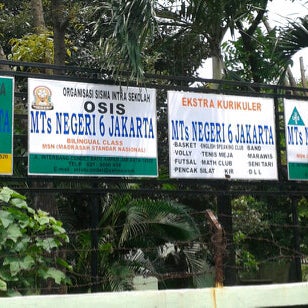 ORGANISASI SISWA INTRA SEKOLAH
OSIS
MTs NEGERI 6 JAKARTA
BILINGUAL CLASS
MSN (MADRASAH STANDAR NASIONAL)
EKSTRA KURIKULER
MTs NEGERI 6 JAKARTA
BASKET ENGLISH SPEAKING CLUB BAND
VOLLY TENIS MEJA MARAWIS
FUTSAL MATH CLUB SENI TARI
PENCAK SILAT KIR DLL